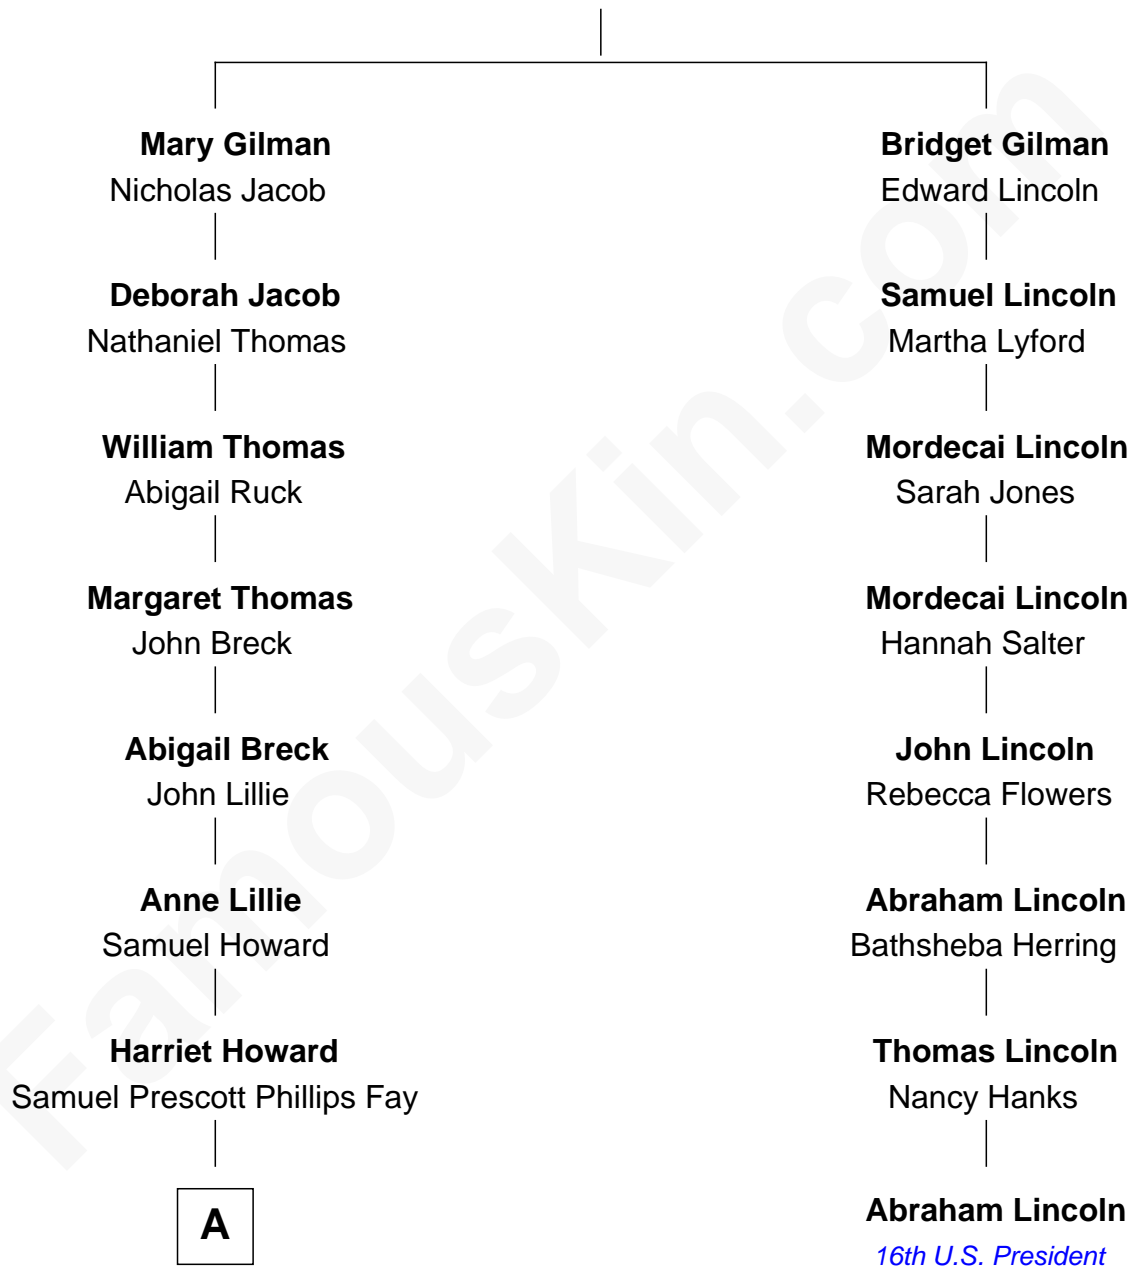 Mary Gilman
Nicholas Jacob
Deborah Jacob
Nathaniel Thomas
William Thomas
Abigail Ruck
Margaret Thomas
John Breck
Abigail Breck
John Lillie
Anne Lillie
Samuel Howard
Harriet Howard
Samuel Prescott Phillips Fay
A
Bridget Gilman
Edward Lincoln
Samuel Lincoln
Martha Lyford
Mordecai Lincoln
Sarah Jones
Mordecai Lincoln
Hannah Salter
John Lincoln
Rebecca Flowers
Abraham Lincoln
Bathsheba Herring
Thomas Lincoln
Nancy Hanks
Abraham Lincoln
16th U.S. President
FamousKin.com